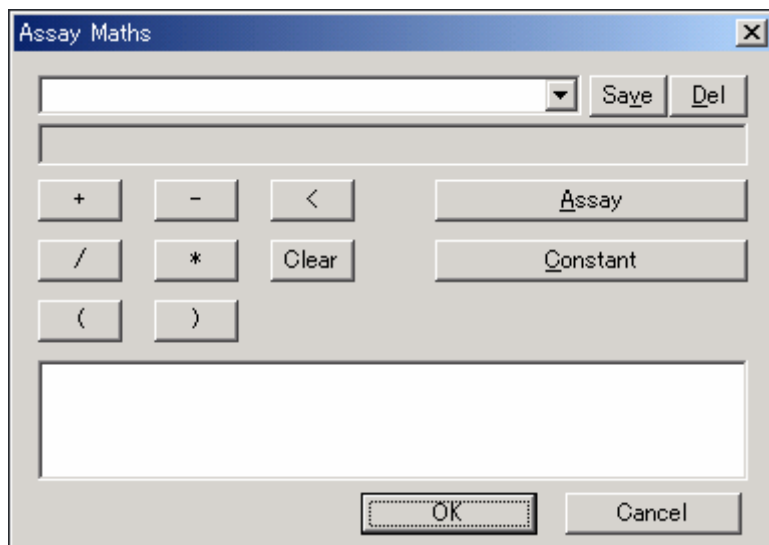 Assay Maths
Save Del
+ - < Assay
/ * Clear Constant
( )
OK Cancel